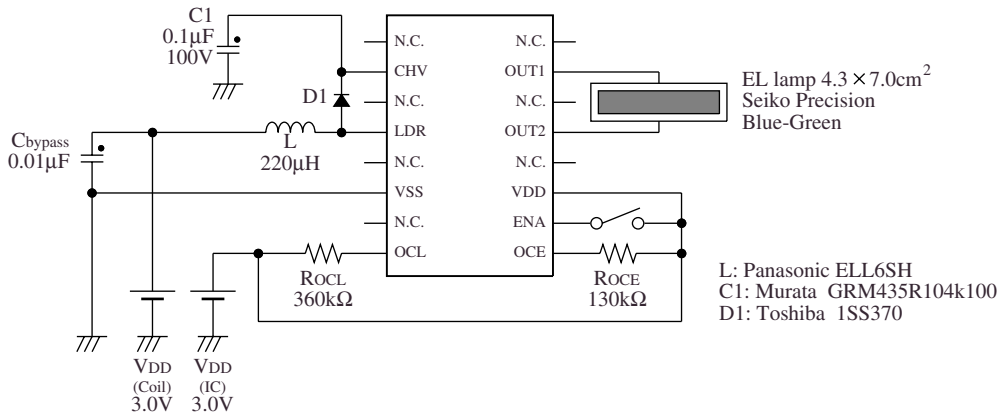 C1
0.1µF
100V
D1
Cbypass
0.01µF
L
220µH
N.C.
CHV
N.C.
LDR
N.C.
VSS
N.C.
OCL
N.C.
OUT1
N.C.
OUT2
N.C.
VDD
ENA
OCE
EL lamp 4.3×7.0cm²
Seiko Precision
Blue-Green
ROCL
360kΩ
ROCE
130kΩ
L: Panasonic ELL6SH
C1: Murata GRM435R104k100
D1: Toshiba 1SS370
VDD
(Coil)
3.0V
VDD
(IC)
3.0V